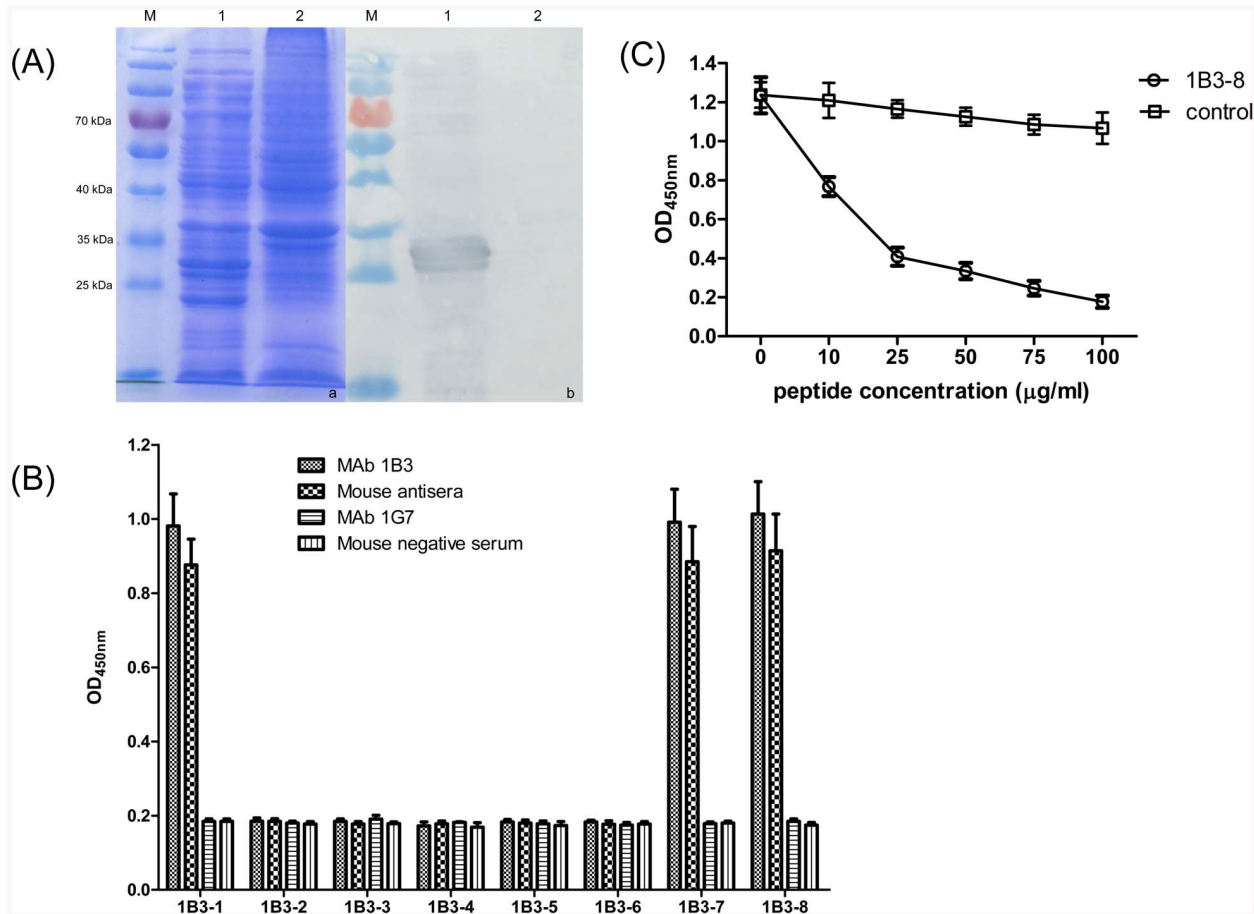 (A)
M 1 2 M 1 2
70 kDa
40 kDa
35 kDa
25 kDa
a b
(C)
1.4
1.2
1.0
0.8
0.6
0.4
0.2
0.0
OD450nm
0 10 25 50 75 100
peptide concentration (μg/ml)
1B3-8
control
(B)
1.2
1.0
0.8
0.6
0.4
0.2
0.0
OD450nm
MAb 1B3
Mouse antisera
MAb 1G7
Mouse negative serum
1B3-1 1B3-2 1B3-3 1B3-4 1B3-5 1B3-6 1B3-7 1B3-8